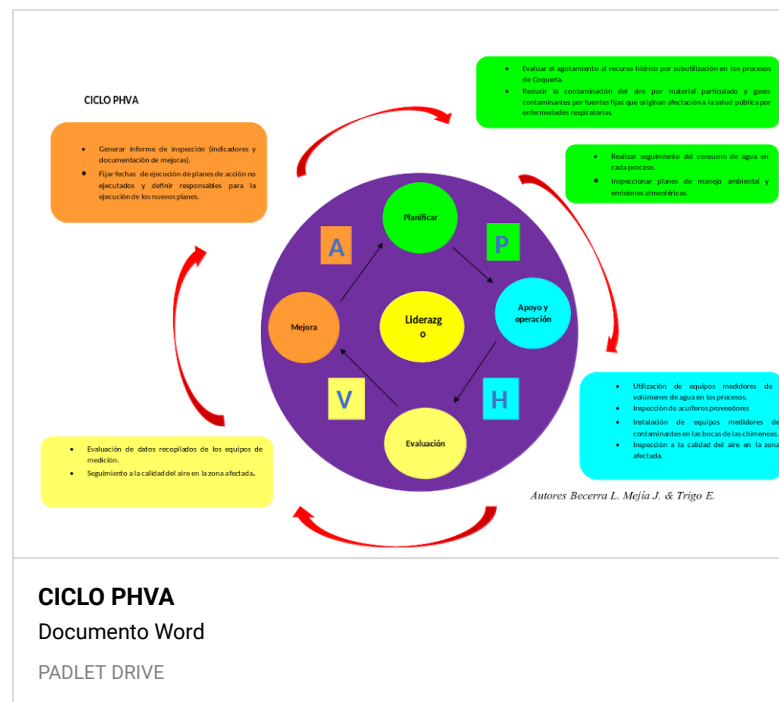 CICLO PHVA
• Evaluar el agotamiento al recurso hídrico por subutilización en los procesos
de Coquería.
• Reducir la contaminación del aire por material particulado y gases
contaminantes por fuentes fijas que originan afectación a la salud pública por
enfermedades respiratorias.
• Generar informe de inspección (indicadores y
documentación de mejoras).
• Fijar fechas de ejecución de planes de acción no
ejecutados y definir responsables para la
ejecución de los nuevos planes.
• Realizar seguimiento del consumo de agua en
cada proceso.
• Inspeccionar planes de manejo ambiental y
emisiones atmosféricas.
Planificar
A
P
Mejora
Liderazg
o
Apoyo y
operación
V
H
Evaluación
• Utilización de equipos medidores de
volúmenes de agua en los procesos.
• Inspección de acuíferos proveedores
• Instalación de equipos medidores de
contaminantes en las bocas de las chimeneas.
• Inspección a la calidad del aire en la zona
afectada.
• Evaluación de datos recopilados de los equipos de
medición.
• Seguimiento a la calidad del aire en la zona afectada.
Autores Becerra L. Mejía J. & Trigo E.
CICLO PHVA
Documento Word
PADLET DRIVE